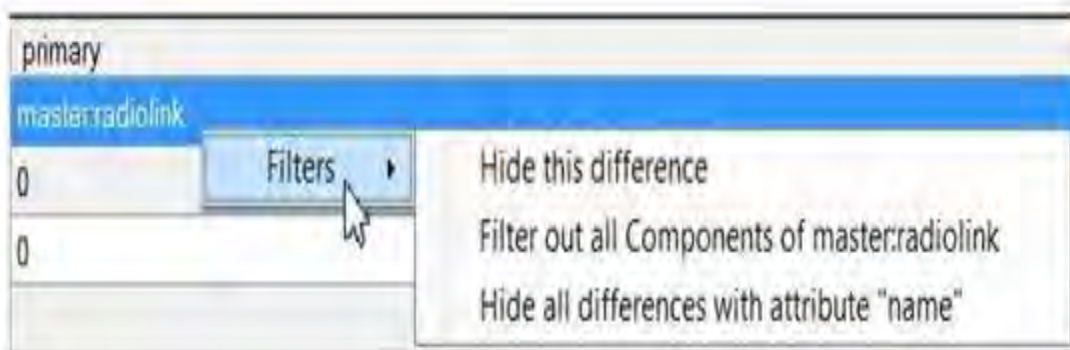 primary
master:radiolink
0
Filters
Hide this difference
0
Filter out all Components of master:radiolink
Hide all differences with attribute "name"